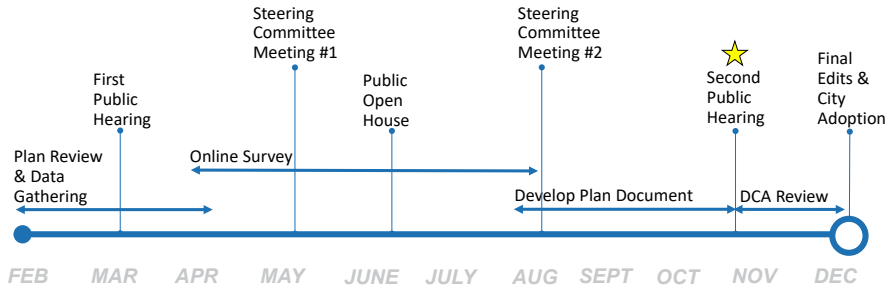 Steering
Committee
Meeting #1
Steering
Committee
Meeting #2
First
Public
Hearing
Public
Open
House
Second
Public
Hearing
Final
Edits &
City
Adoption
Plan Review
& Data
Gathering
Online Survey
Develop Plan Document
DCA Review
FEB MAR APR MAY JUNE JULY AUG SEPT OCT NOV DEC